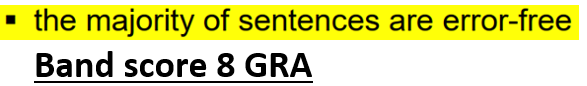 ▪ the majority of sentences are error-free
Band score 8 GRA